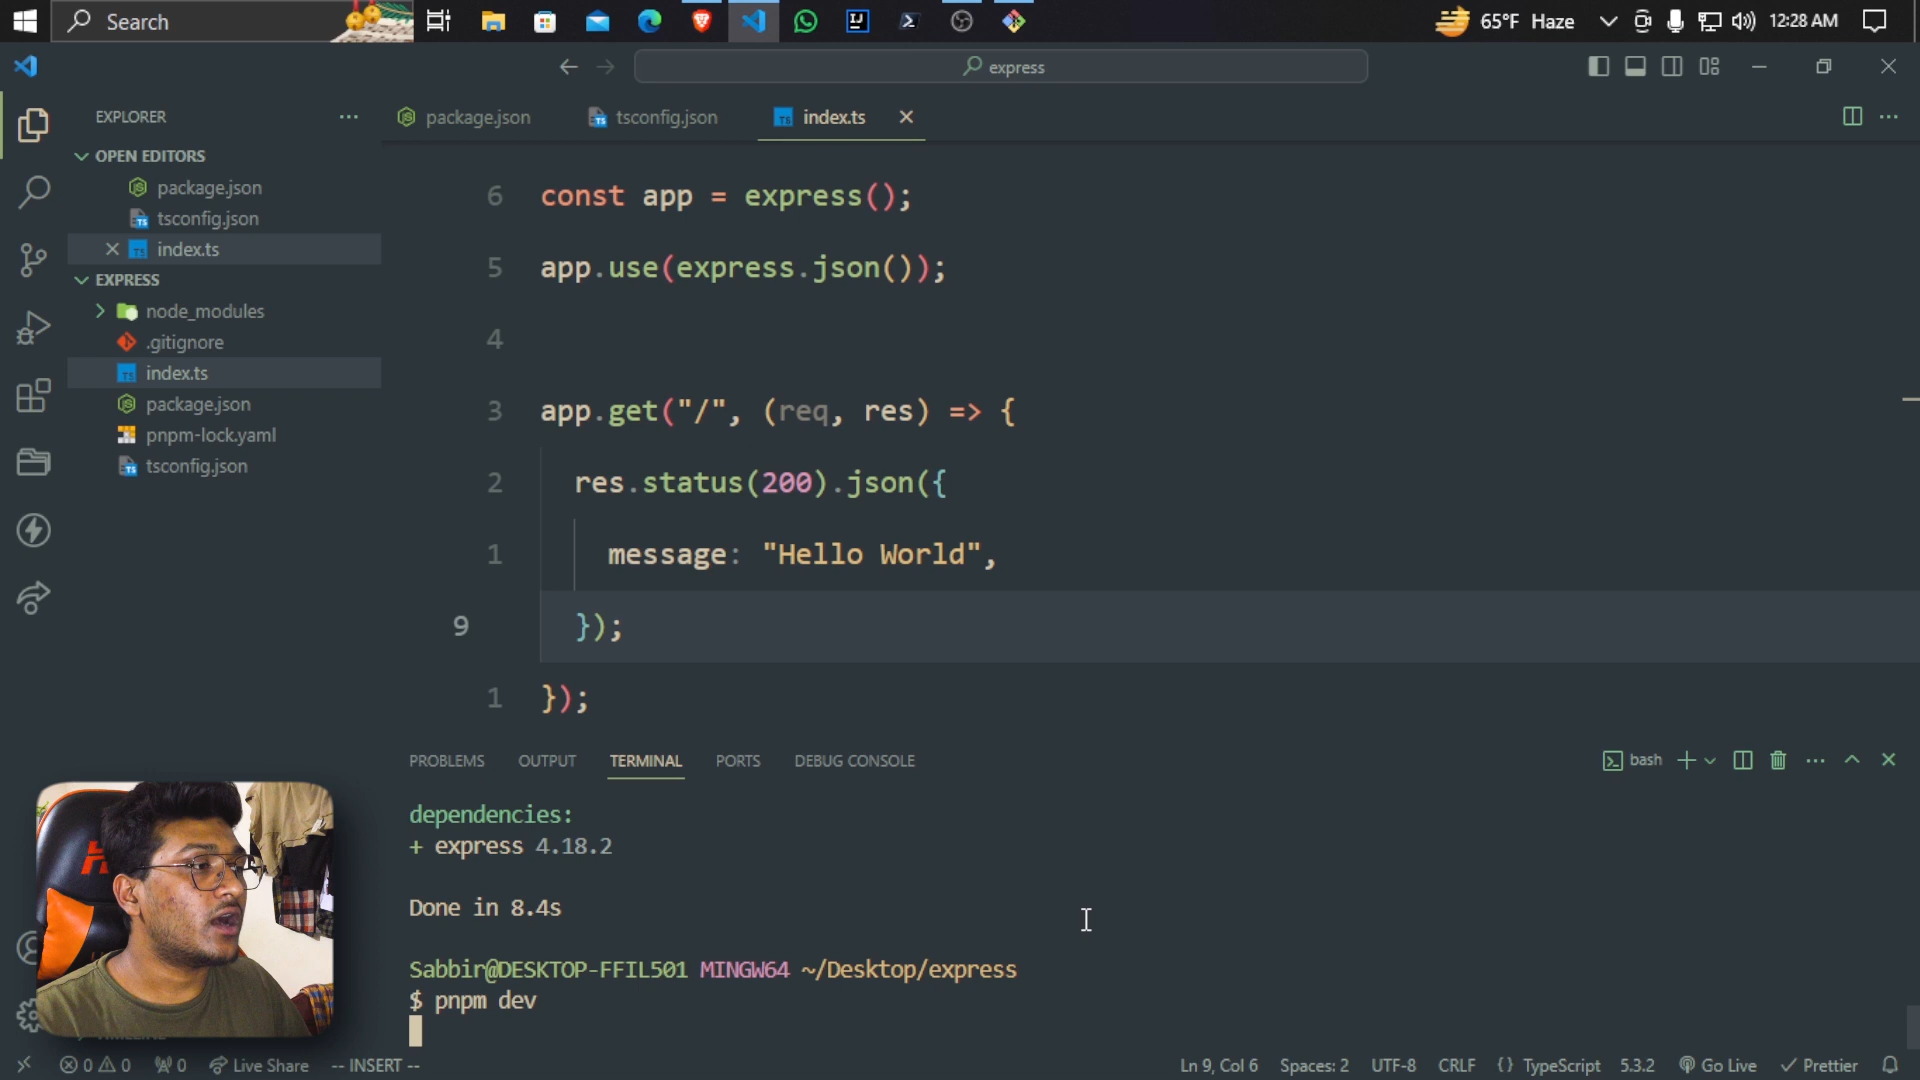 Search
65°F Haze
12:28 AM
express
EXPLORER
package.json
tsconfig.json
index.ts
OPEN EDITORS
package.json
tsconfig.json
index.ts
EXPRESS
node_modules
.gitignore
index.ts
package.json
pnpm-lock.yaml
tsconfig.json
6 const app = express();
5 app.use(express.json());
4
3 app.get("/", (req, res) => {
2 res.status(200).json({
1 message: "Hello World",
9 });
1 });
PROBLEMS OUTPUT TERMINAL PORTS DEBUG CONSOLE
bash
dependencies:
+ express 4.18.2
Done in 8.4s
Sabbir@DESKTOP-FFIL501 MINGW64 ~/Desktop/express
$ pnpm dev
0 0 0 Live Share -- INSERT -- Ln 9, Col 6 Spaces: 2 UTF-8 CRLF {} TypeScript 5.3.2 Go Live Prettier